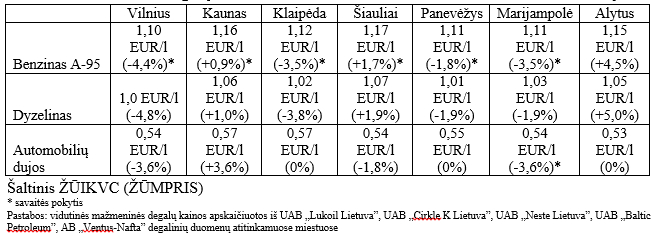 Vilnius Kaunas Klaipėda Šiauliai Panevėžys Marijampolė Alytus
Benzinas A-95 1,10 EUR/l (-4,4%)* 1,16 EUR/l (+0,9%)* 1,12 EUR/l (-3,5%)* 1,17 EUR/l (+1,7%)* 1,11 EUR/l (-1,8%)* 1,11 EUR/l (-3,5%)* 1,15 EUR/l (+4,5%)
Dyzelinas 1,0 EUR/l (-4,8%) 1,06 EUR/l (+1,0%) 1,02 EUR/l (-3,8%) 1,07 EUR/l (+1,9%) 1,01 EUR/l (-1,9%) 1,03 EUR/l (-1,9%) 1,05 EUR/l (+5,0%)
Automobilių dujos 0,54 EUR/l (-3,6%) 0,57 EUR/l (+3,6%) 0,57 EUR/l (0%) 0,54 EUR/l (-1,8%) 0,55 EUR/l (0%) 0,54 EUR/l (-3,6%)* 0,53 EUR/l (0%)
Šaltinis ŽŪIKVC (ŽŪMPRIS)
* savaitės pokytis
Pastabos: vidutinės mažmeninės degalų kainos apskaičiuotos iš UAB „Lukoil Lietuva”, UAB „Cirkle K Lietuva”, UAB „Neste Lietuva”, UAB „Baltic
Petroleum”, AB „Ventus-Nafta” degalinių duomenų atitinkamuose miestuose